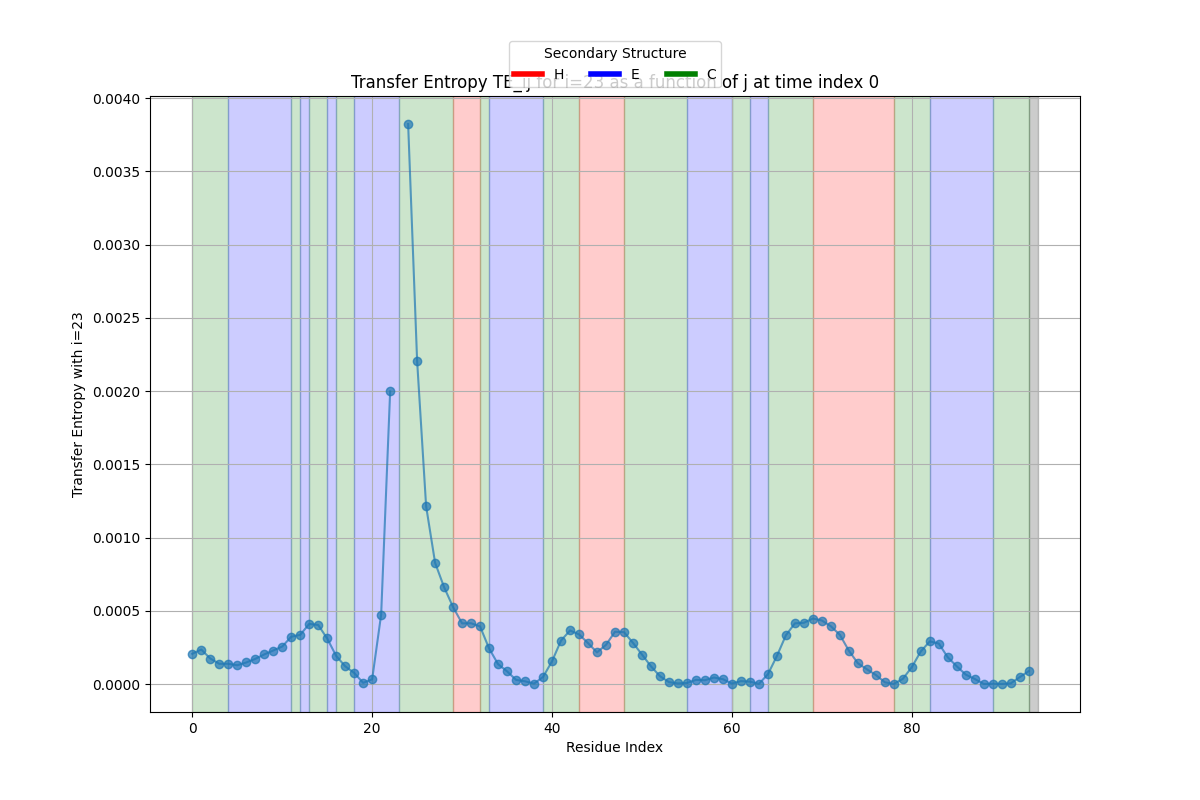 Secondary Structure
H E C
Transfer Entropy TE_ij for i=23 as a function of j at time index 0
0.0040
0.0035
0.0030
0.0025
0.0020
0.0015
0.0010
0.0005
0.0000
Transfer Entropy with i=23
0 20 40 60 80
Residue Index